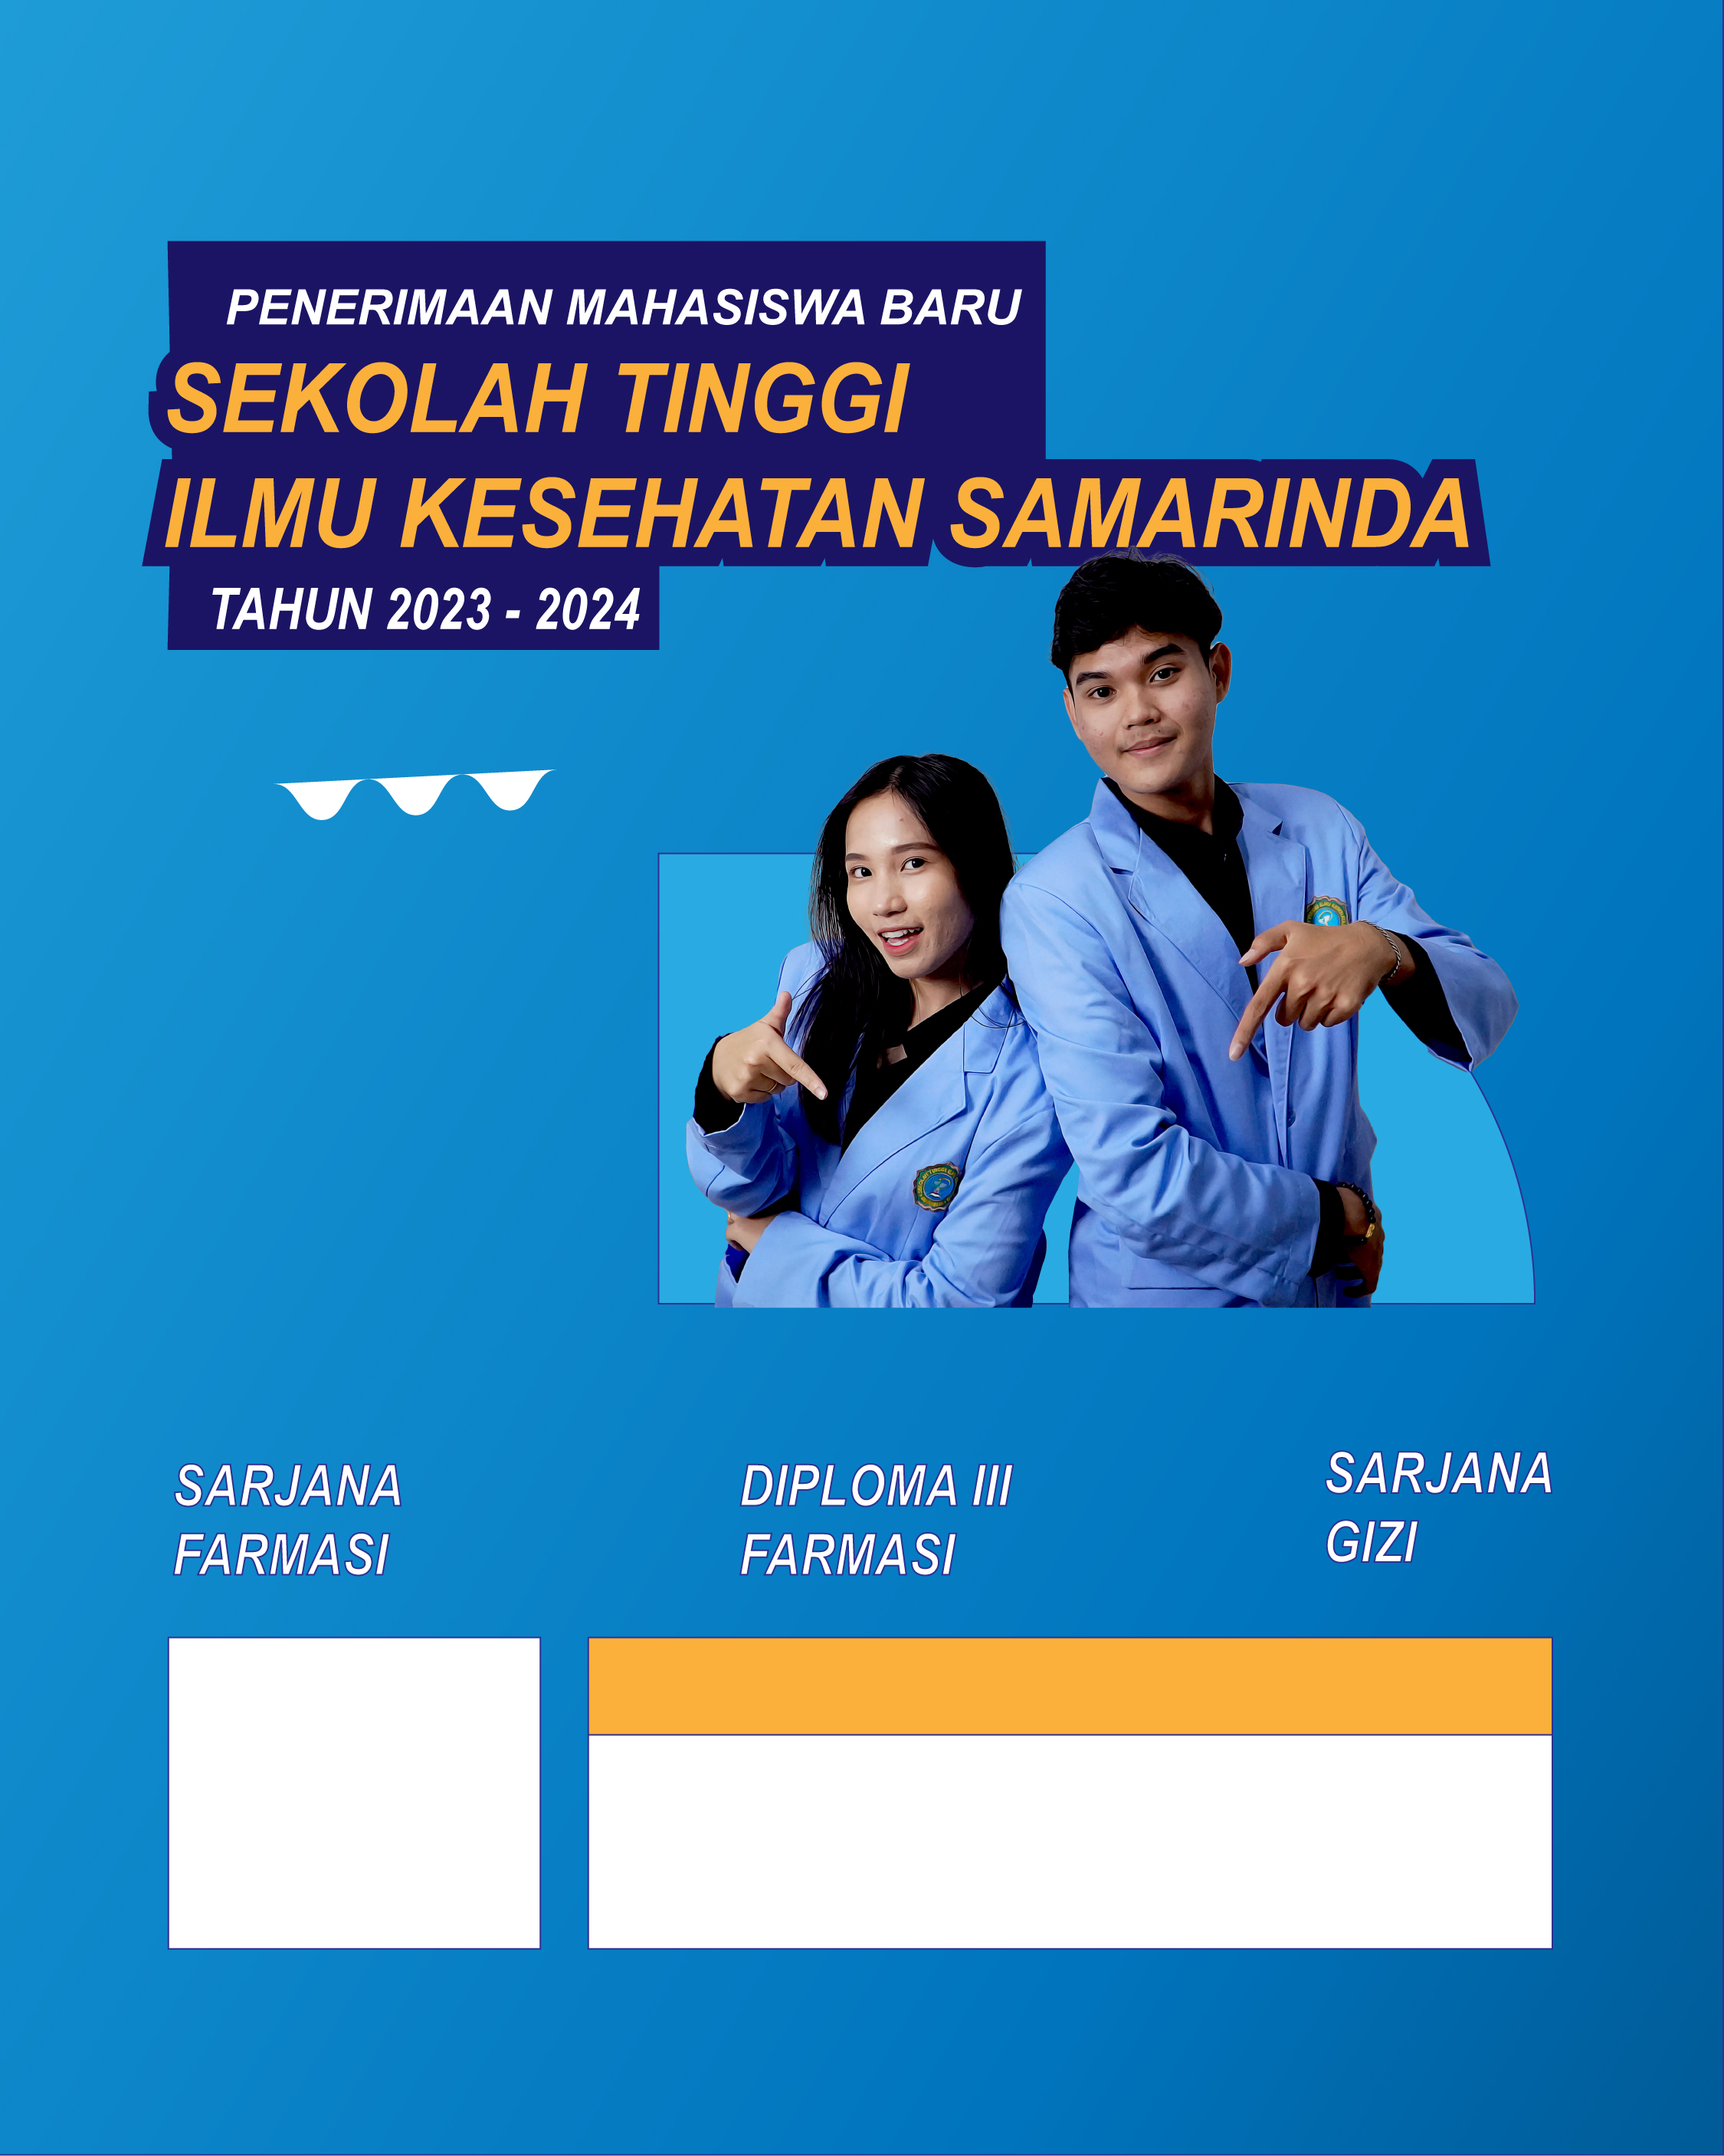 PENERIMAAN MAHASISWA BARU
SEKOLAH TINGGI
ILMU KESEHATAN SAMARINDA
TAHUN 2023 - 2024
SARJANA
FARMASI
DIPLOMA III
FARMASI
SARJANA
GIZI